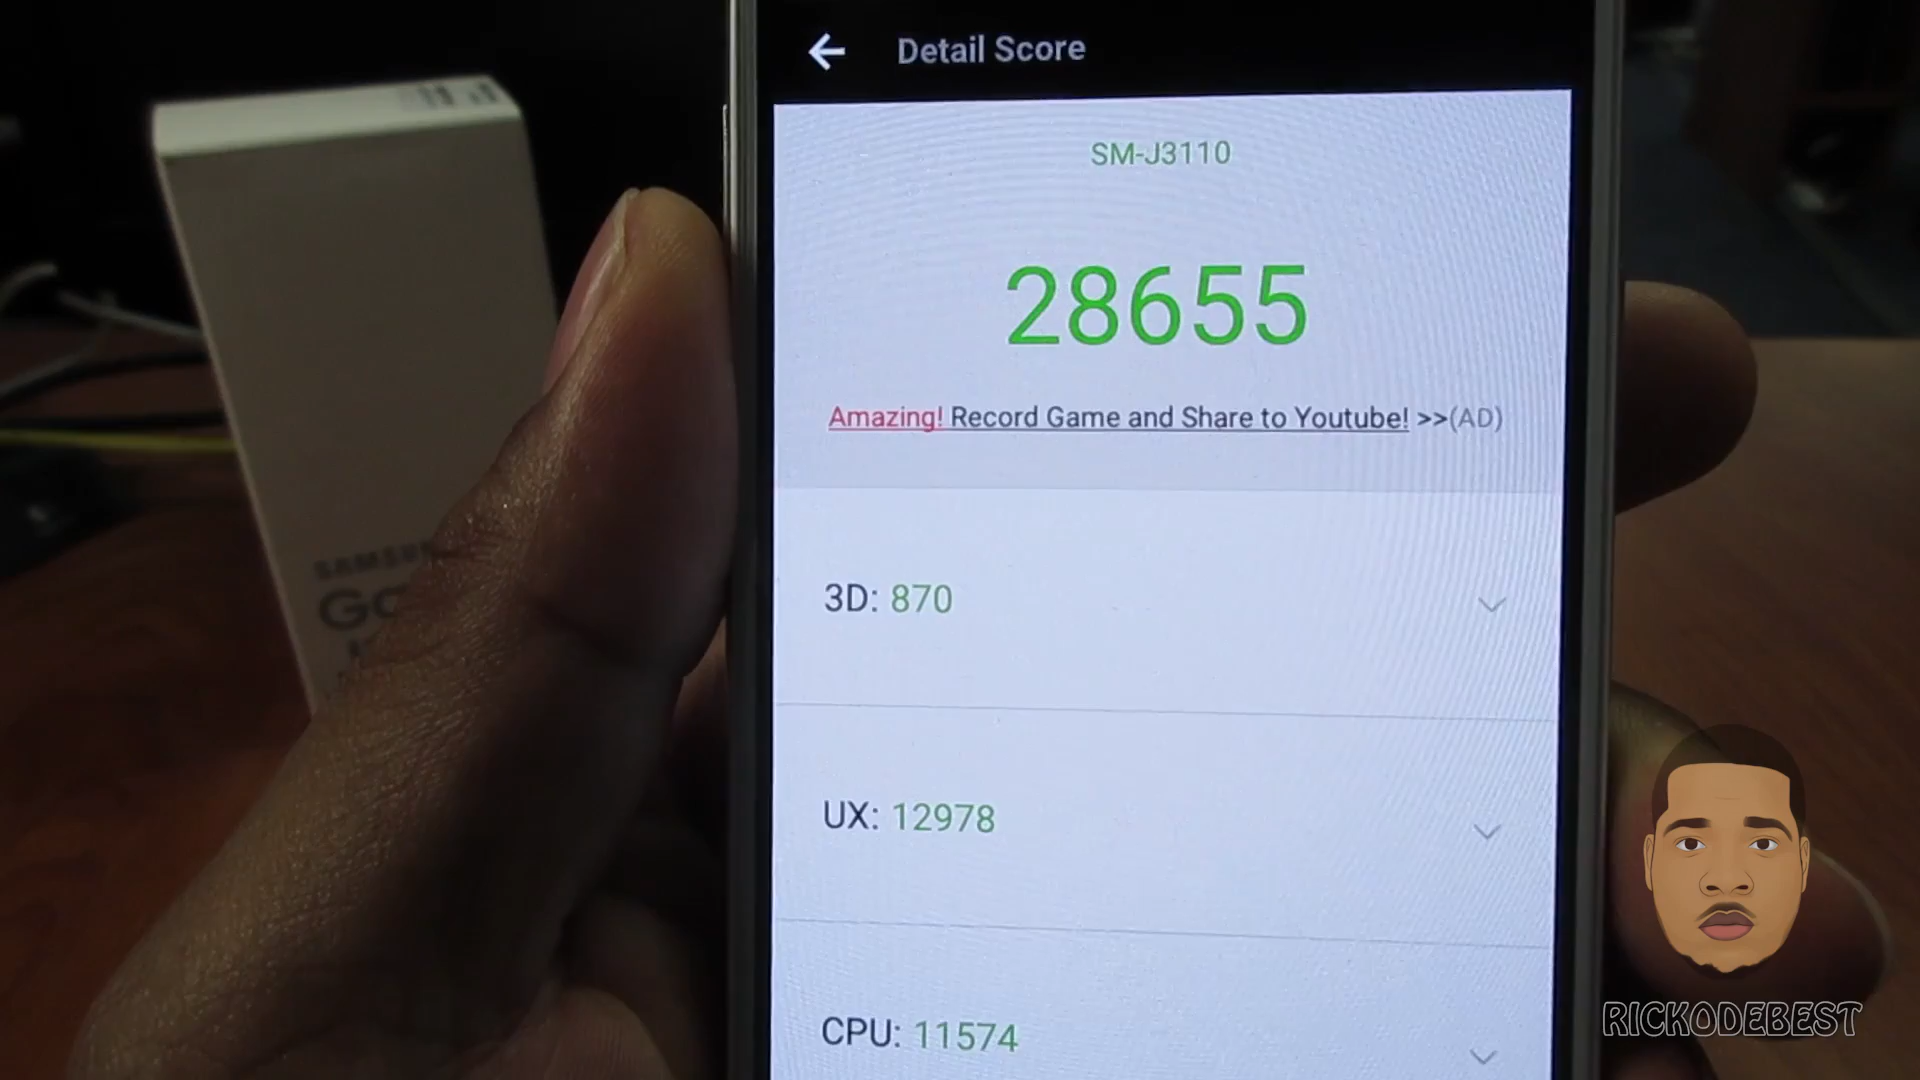 Detail Score
SM-J3110
28655
Amazing! Record Game and Share to Youtube! >>(AD)
3D: 870
UX: 12978
CPU: 11574
RICKODEBEST